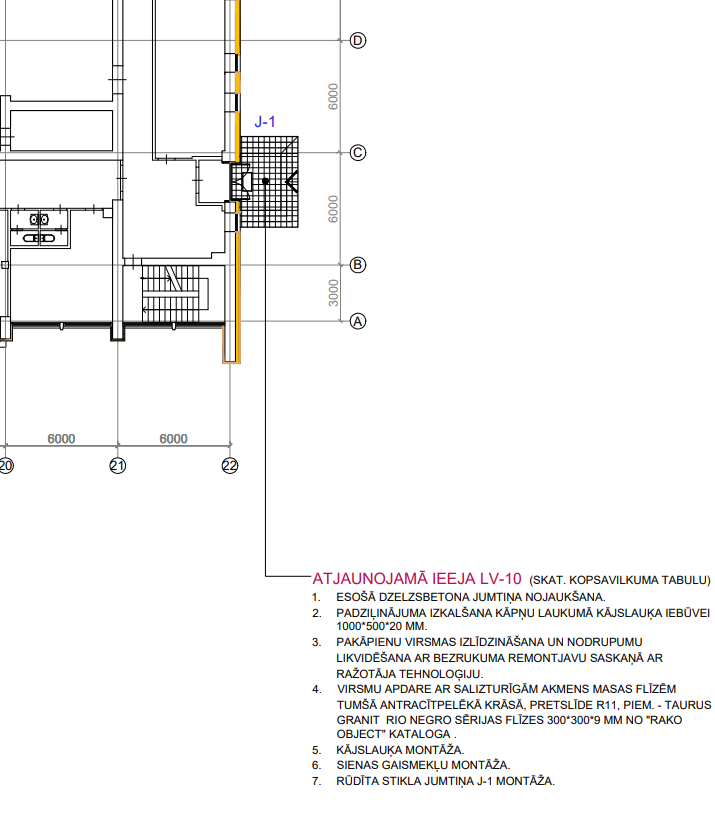 D
6000
J-1
C
6000
B
3000
A
6000
6000
20
21
22
ATJAUNOJAMĀ IEEJA LV-10 (SKAT. KOPSAVILKUMA TABULU)
1. ESOŠĀ DZELZSBETONA JUMTIŅA NOJAUKŠANA.
2. PADZIĻINĀJUMA IZKALŠANA KĀPŅU LAUKUMĀ KĀJSLAUĶA IEBŪVEI
1000*500*20 MM.
3. PAKĀPIENU VIRSMAS IZLĪDZINĀŠANA UN NODRUPUMU
LIKVIDĒŠANA AR BEZRUKUMA REMONTJAVU SASKAŅĀ AR
RAŽOTĀJA TEHNOLOĢIJU.
4. VIRSMU APDARE AR SALIZTURĪGĀM AKMENS MASAS FLĪZĒM
TUMŠĀ ANTRACĪTPELĒKĀ KRĀSĀ, PRETSLĪDE R11, PIEM. - TAURUS
GRANIT RIO NEGRO SĒRIJAS FLĪZES 300*300*9 MM NO "RAKO
OBJECT" KATALOGA .
5. KĀJSLAUĶA MONTĀŽA.
6. SIENAS GAISMEKĻU MONTĀŽA.
7. RŪDĪTA STIKLA JUMTIŅA J-1 MONTĀŽA.